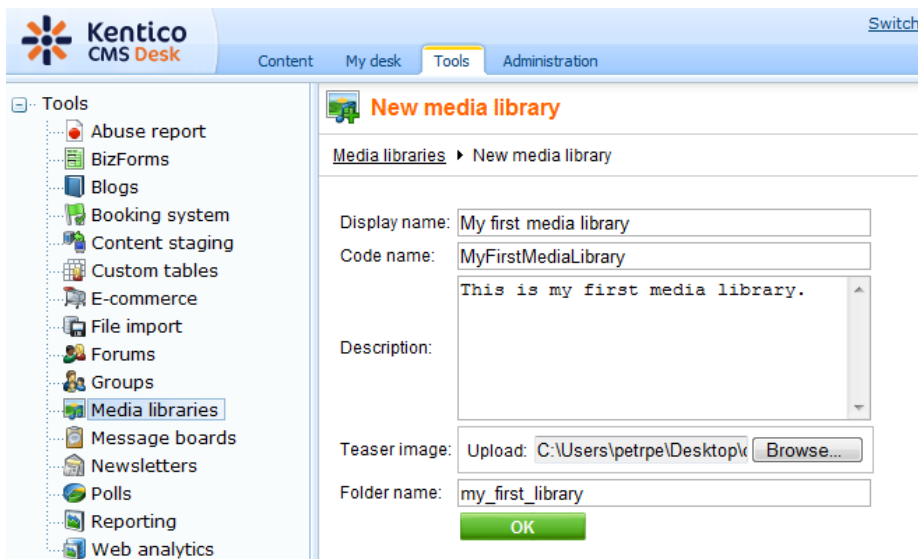 Kentico
CMS Desk
Switch
Content My desk Tools Administration
Tools
Abuse report
BizForms
Blogs
Booking system
Content staging
Custom tables
E-commerce
File import
Forums
Groups
Media libraries
Message boards
Newsletters
Polls
Reporting
Web analytics
New media library
Media libraries ▸ New media library
Display name: My first media library
Code name: MyFirstMediaLibrary
Description: This is my first media library.
Teaser image: Upload: C:\Users\petrpe\Desktop\ Browse...
Folder name: my_first_library
OK